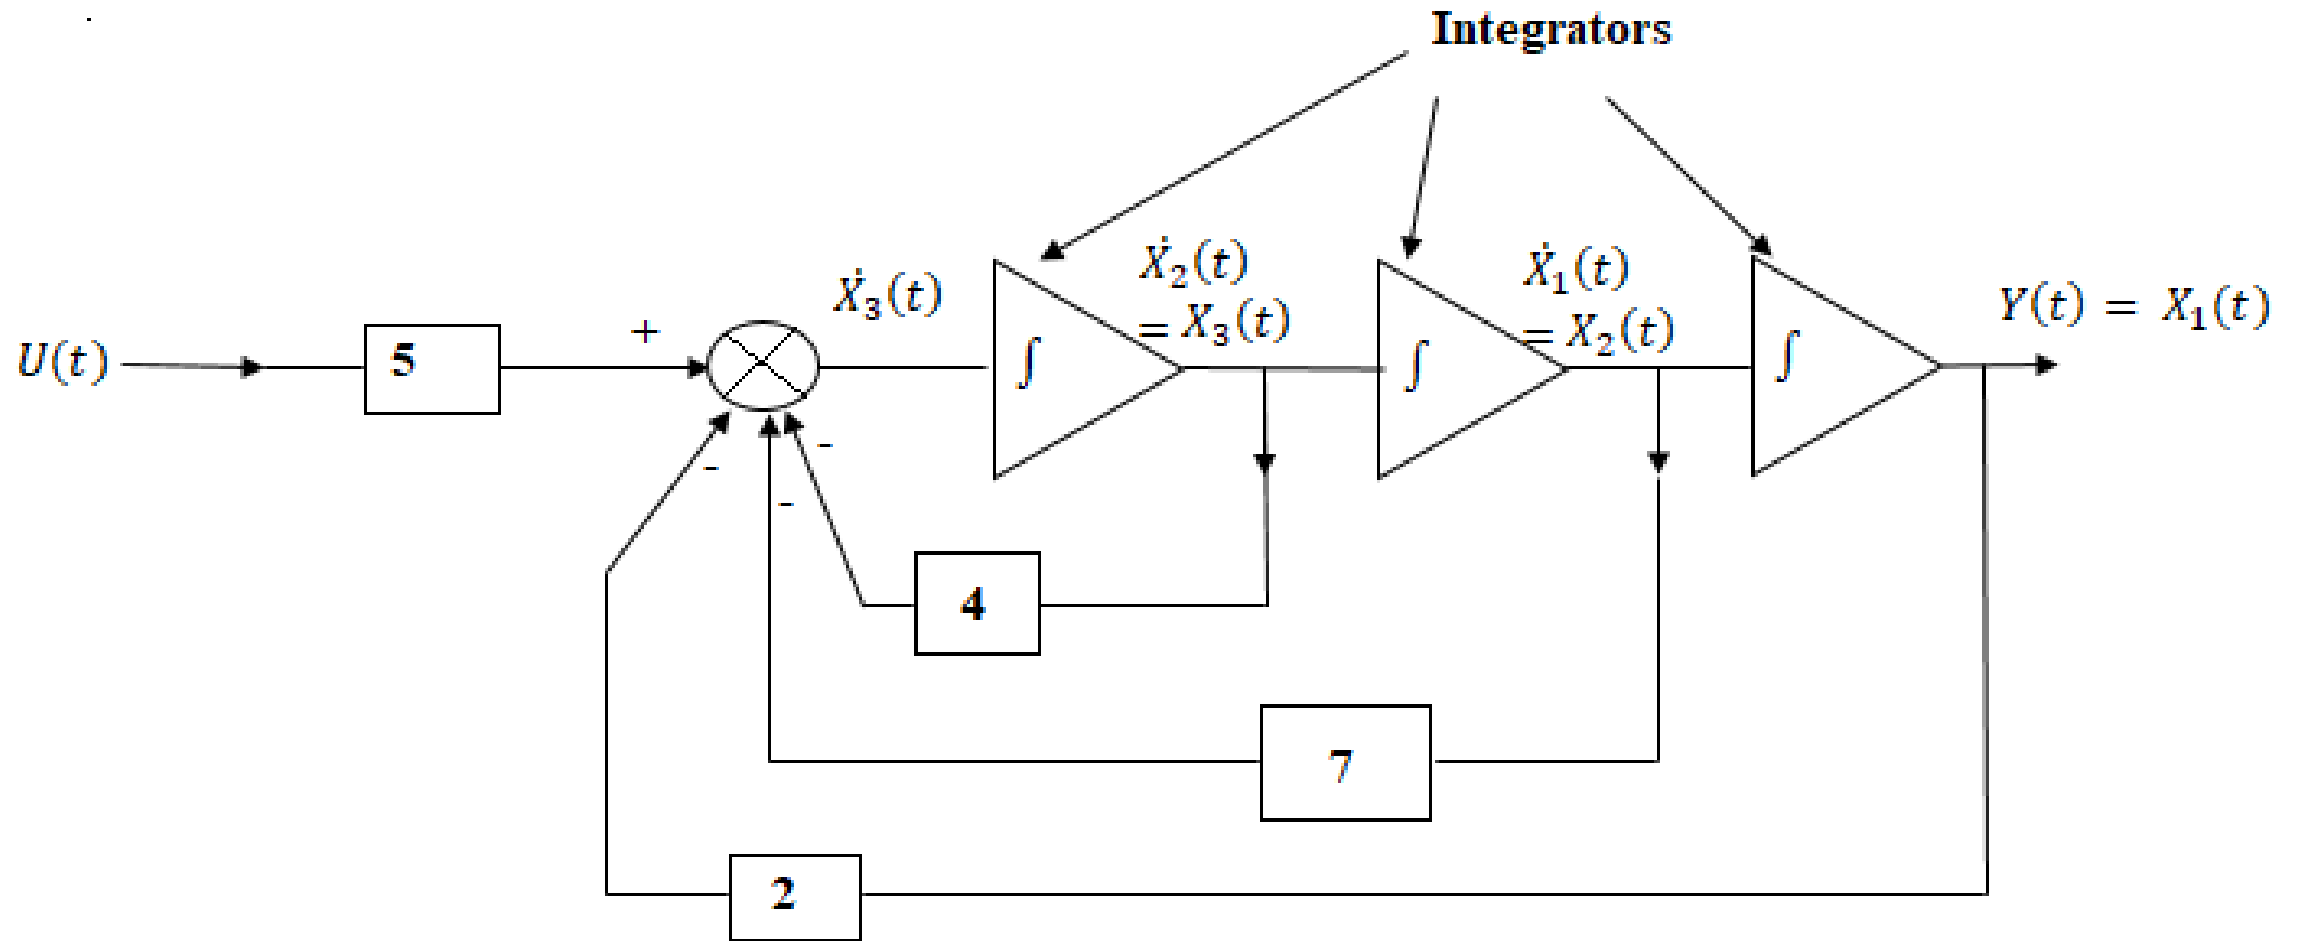 Integrators
Ẋ₂(t)
= X₃(t)
Ẋ₁(t)
= X₂(t)
Ẋ₃(t)
Y(t) = X₁(t)
U(t)
5
+
∫
∫
∫
-
-
-
4
7
2